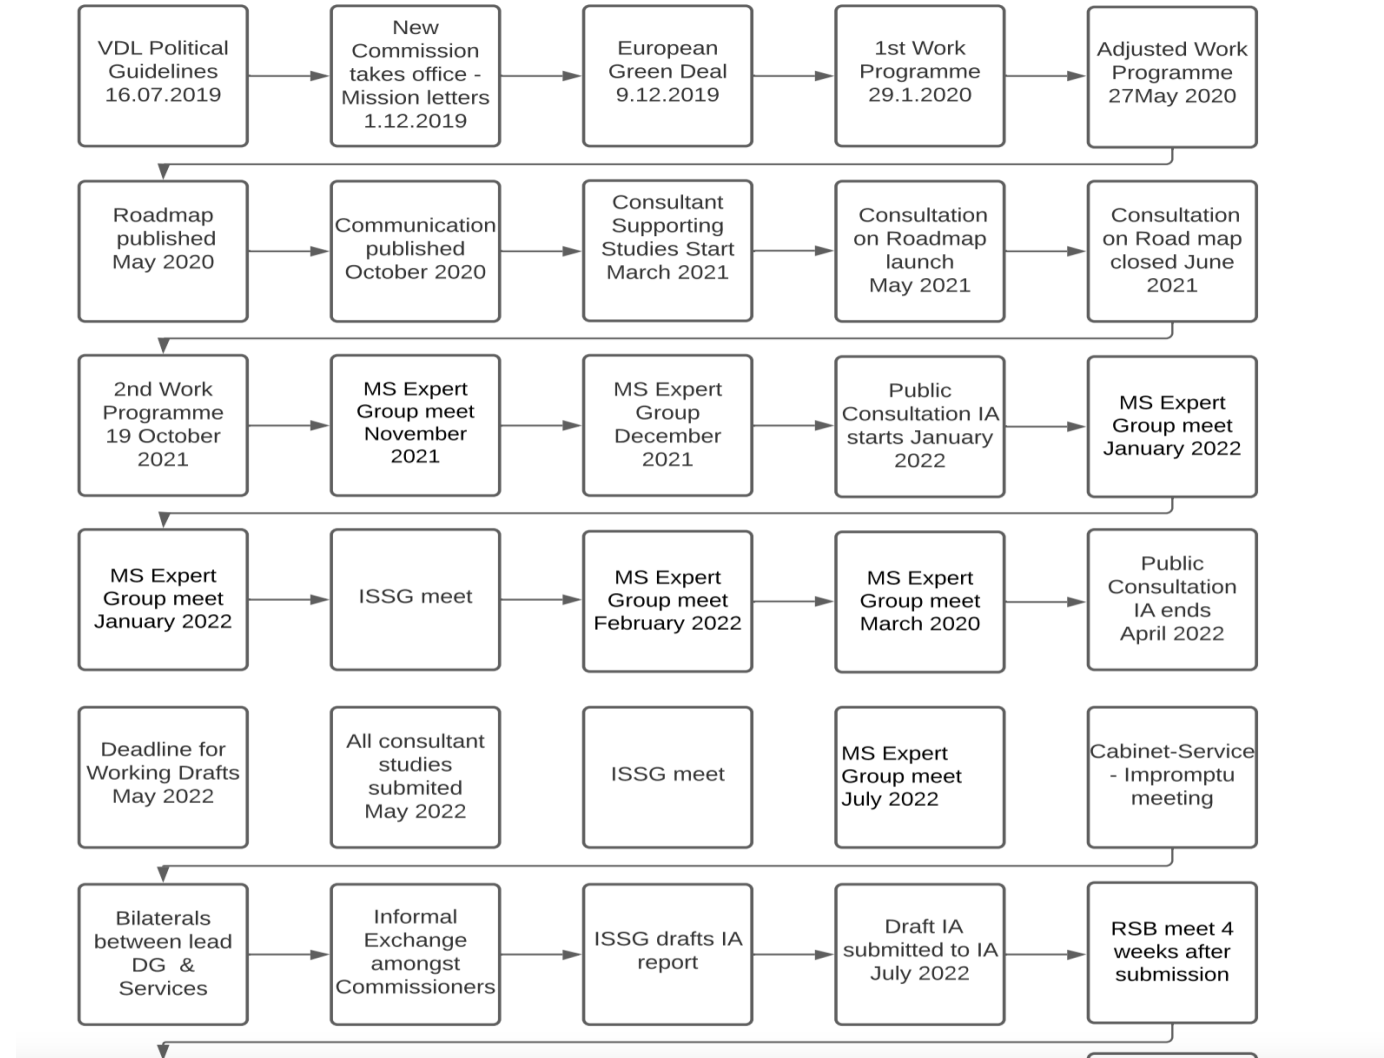 VDL Political
Guidelines
16.07.2019
New
Commission
takes office -
Mission letters
1.12.2019
European
Green Deal
9.12.2019
1st Work
Programme
29.1.2020
Adjusted Work
Programme
27May 2020
Roadmap
published
May 2020
Communication
published
October 2020
Consultant
Supporting
Studies Start
March 2021
Consultation
on Roadmap
launch
May 2021
Consultation
on Road map
closed June
2021
2nd Work
Programme
19 October
2021
MS Expert
Group meet
November
2021
MS Expert
Group
December
2021
Public
Consultation IA
starts January
2022
MS Expert
Group meet
January 2022
MS Expert
Group meet
January 2022
ISSG meet
MS Expert
Group meet
February 2022
MS Expert
Group meet
March 2020
Public
Consultation
IA ends
April 2022
Deadline for
Working Drafts
May 2022
All consultant
studies
submited
May 2022
ISSG meet
MS Expert
Group meet
July 2022
Cabinet-Service
- Impromptu
meeting
Bilaterals
between lead
DG &
Services
Informal
Exchange
amongst
Commissioners
ISSG drafts IA
report
Draft IA
submitted to IA
July 2022
RSB meet 4
weeks after
submission